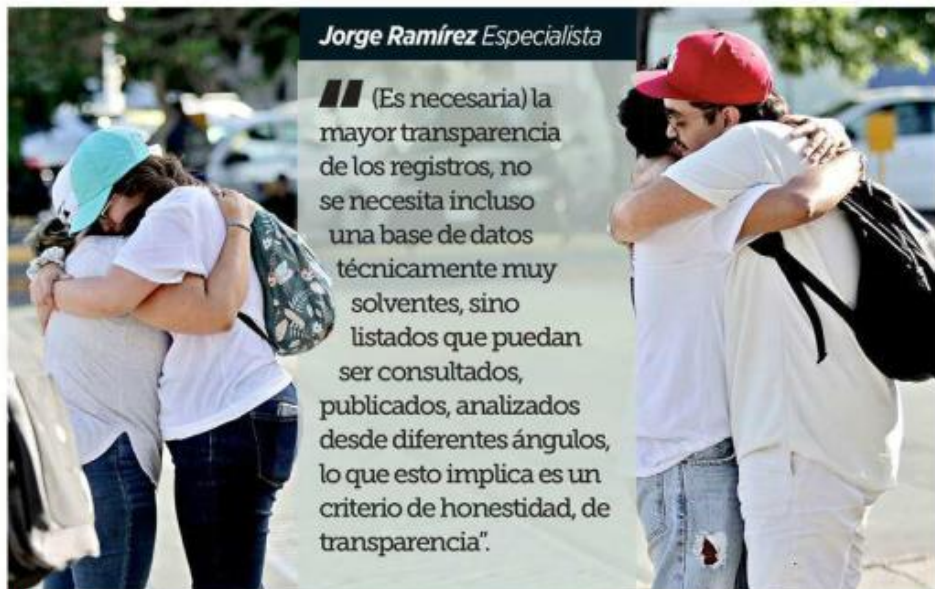 Jorge Ramírez Especialista
"(Es necesaria) la
mayor transparencia
de los registros, no
se necesita incluso
una base de datos
técnicamente muy
solventes, sino
listados que puedan
ser consultados,
publicados, analizados
desde diferentes ángulos,
lo que esto implica es un
criterio de honestidad, de
transparencia".